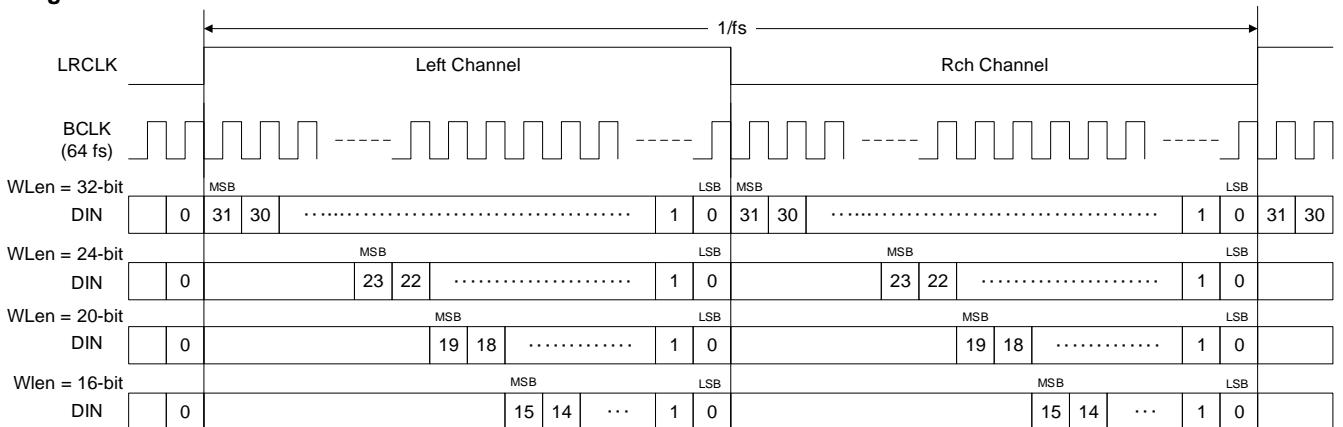 1/fs
LRCLK Left Channel Rch Channel
BCLK
(64 fs)
WLen = 32-bit MSB LSB MSB LSB
DIN 0 31 30 1 0 31 30 1 0 31 30
WLen = 24-bit MSB LSB MSB LSB
DIN 0 23 22 1 0 23 22 1 0
WLen = 20-bit MSB LSB MSB LSB
DIN 0 19 18 1 0 19 18 1 0
Wlen = 16-bit MSB LSB MSB LSB
DIN 0 15 14 1 0 15 14 1 0